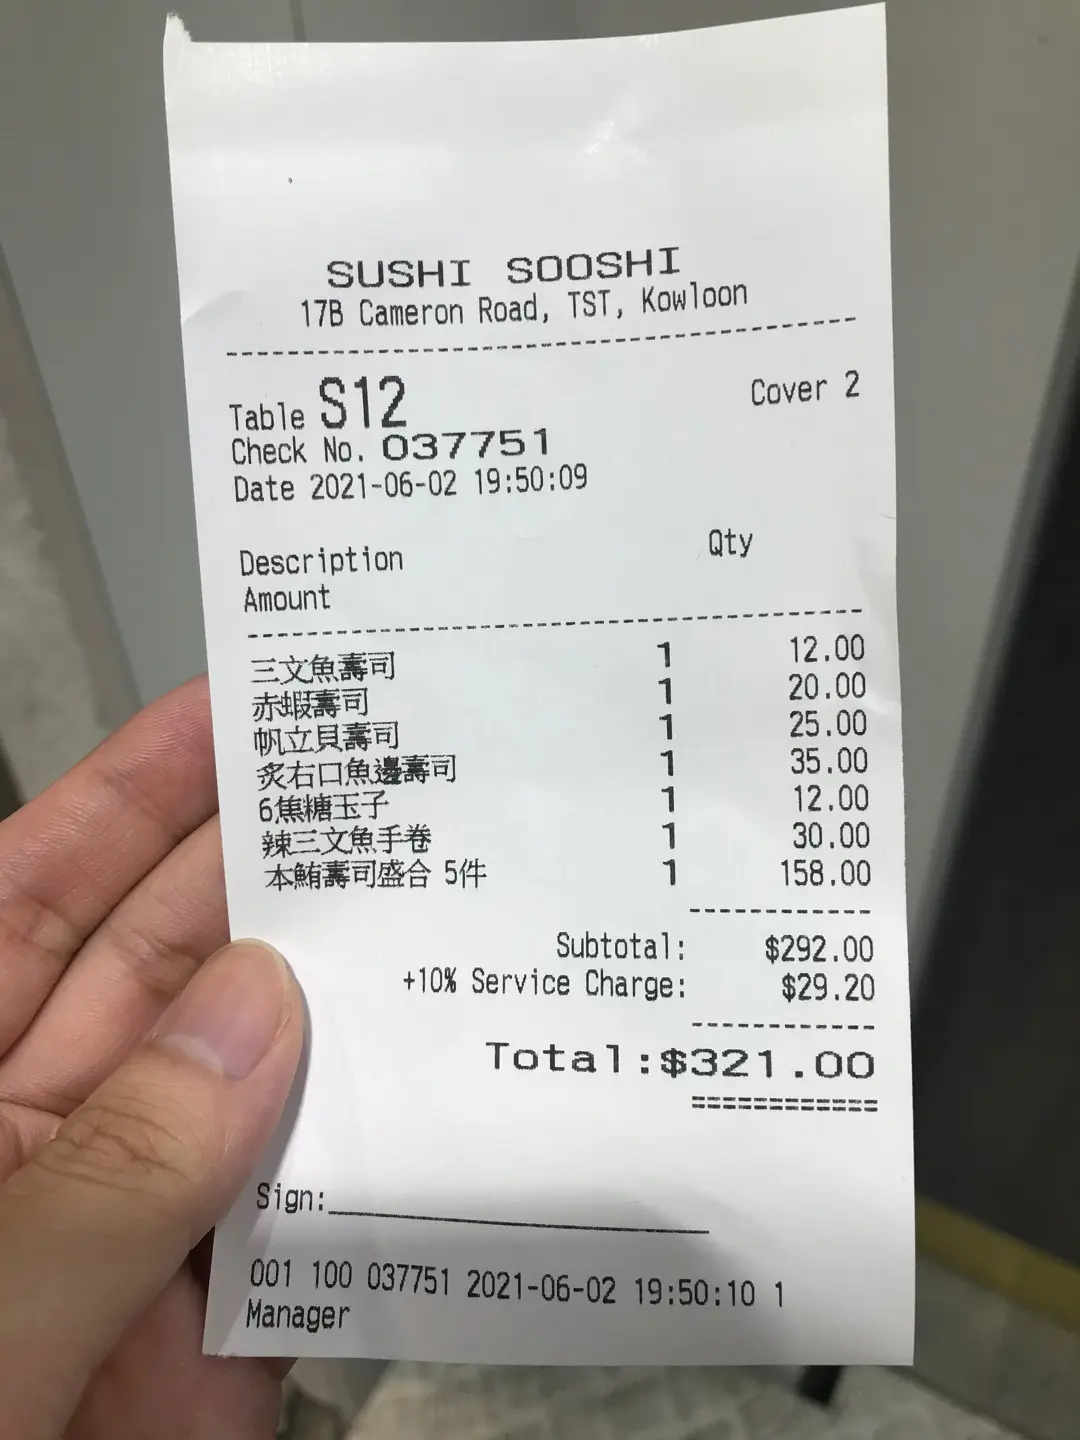 SUSHI SOOSHI
17B Cameron Road, TST, Kowloon
Table S12 Cover 2
Check No. 037751
Date 2021-06-02 19:50:09
Description Qty
Amount
三文魚壽司 1 12.00
赤蝦壽司 1 20.00
帆立貝壽司 1 25.00
炙右口魚邊壽司 1 35.00
6焦糖玉子 1 12.00
辣三文魚手卷 1 30.00
本鮪壽司盛合 5件 1 158.00
Subtotal: $292.00
+10% Service Charge: $29.20
Total:$321.00
Sign:
001 100 037751 2021-06-02 19:50:10 1
Manager